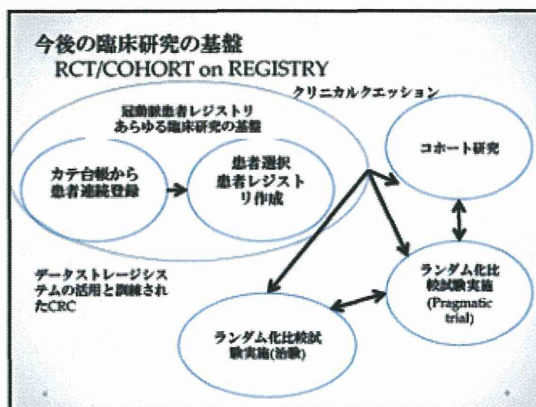 今後の臨床研究の基盤
RCT/COHORT on REGISTRY
クリニカルクエッション
冠動脈患者レジストリ
あらゆる臨床研究の基盤
カテ台帳から
患者連続登録
患者選択
患者レジスト
リ作成
コホート研究
データストレージシス
テムの活用と訓練され
たCRC
ランダム化比較試
験実施(治験)
ランダム化比
較試験実施
(Pragmatic
trial)